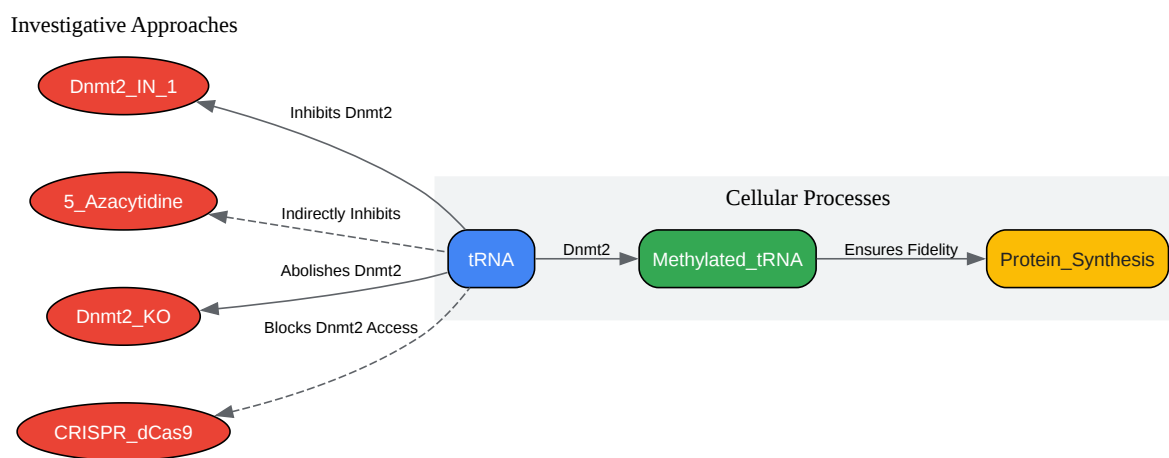 Investigative Approaches
Dnmt2_IN_1
Inhibits Dnmt2
5_Azacytidine
Indirectly Inhibits
Cellular Processes
tRNA
Dnmt2
Methylated_tRNA
Ensures Fidelity
Protein_Synthesis
Abolishes Dnmt2
Dnmt2_KO
Blocks Dnmt2 Access
CRISPR_dCas9